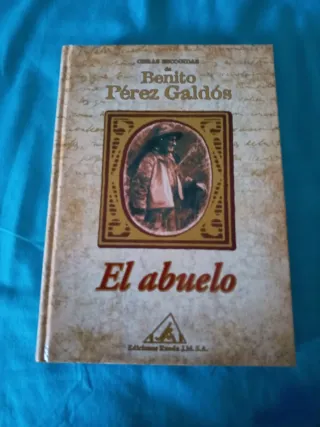 OBRAS ESCOGIDAS
de
Benito
Pérez Galdós
El abuelo
Ediciones Rueda J.M. S.A.